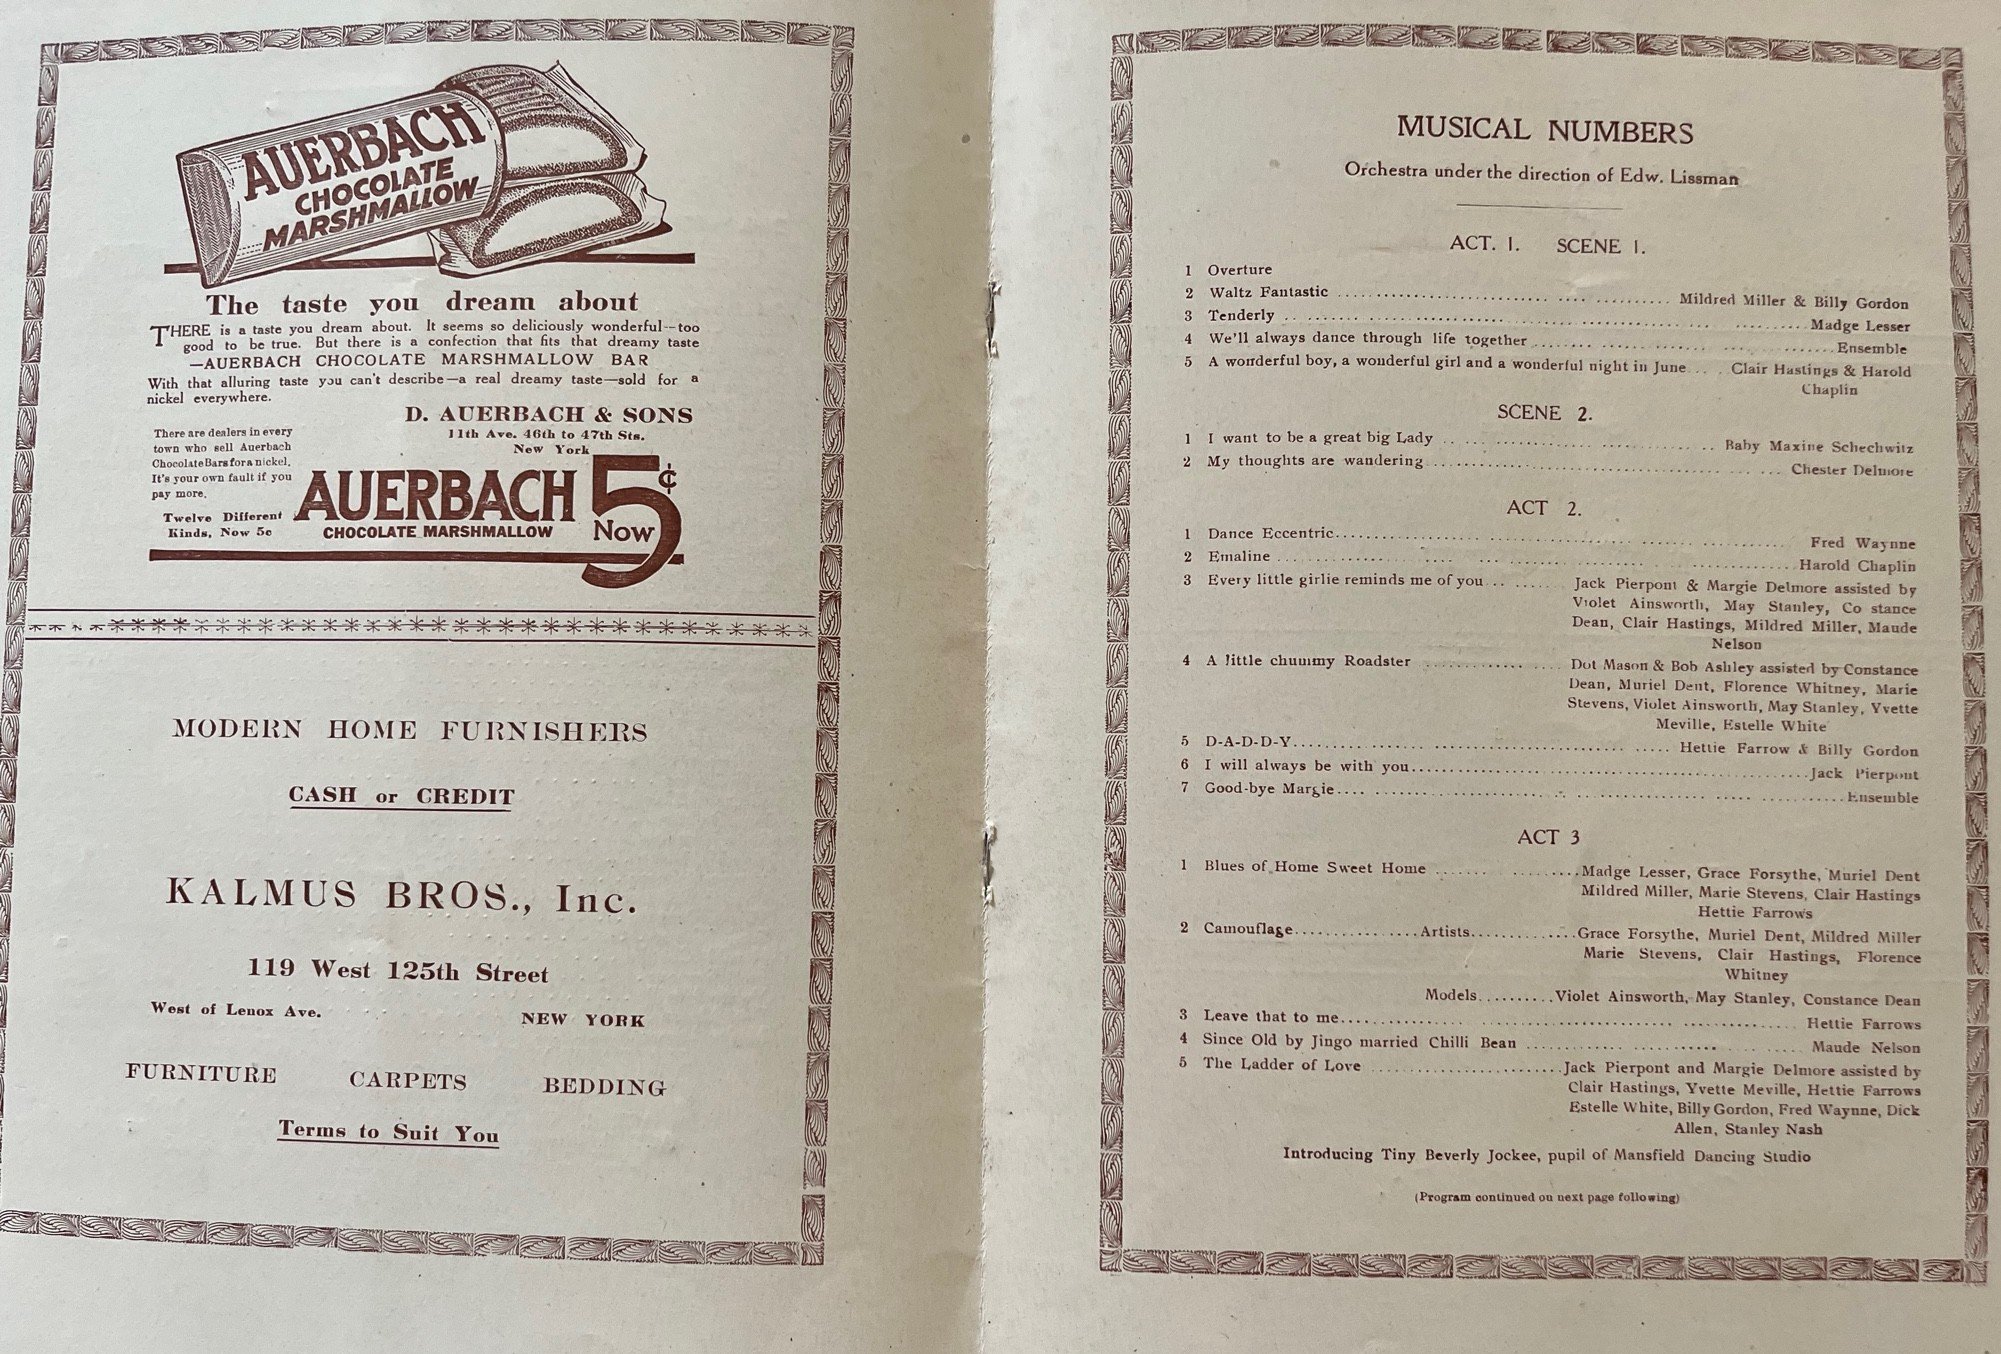 AUERBACH
CHOCOLATE
MARSHMALLOW
The taste you dream about
THERE is a taste you dream about. It seems so deliciously wonderful--too
good to be true. But there is a confection that fits that dreamy taste
—AUERBACH CHOCOLATE MARSHMALLOW BAR
With that alluring taste you can't describe—a real dreamy taste—sold for a
nickel everywhere.
D. AUERBACH & SONS
11th Ave. 46th to 47th Sts.
New York
There are dealers in every
town who sell Auerbach
Chocolate Bars for a nickel.
It's your own fault if you
pay more.
Twelve Different
Kinds, Now 5c
AUERBACH
CHOCOLATE MARSHMALLOW
5¢
Now
MODERN HOME FURNISHERS
CASH or CREDIT
KALMUS BROS., Inc.
119 West 125th Street
West of Lenox Ave.
NEW YORK
FURNITURE CARPETS BEDDING
Terms to Suit You
MUSICAL NUMBERS
Orchestra under the direction of Edw. Lissman
ACT. 1. SCENE 1.
1 Overture
2 Waltz Fantastic ........ Mildred Miller & Billy Gordon
3 Tenderly ........ Madge Lesser
4 We'll always dance through life together ........ Ensemble
5 A wonderful boy, a wonderful girl and a wonderful night in June... . Clair Hastings & Harold
Chaplin
SCENE 2.
1 I want to be a great big Lady ........ Baby Maxine Schechwitz
2 My thoughts are wandering........ Chester Delmore
ACT 2.
1 Dance Eccentric........ Fred Waynne
2 Emaline ........ Harold Chaplin
3 Every little girlie reminds me of you... ...... Jack Pierpont & Margie Delmore assisted by
Violet Ainsworth, May Stanley, Co stance
Dean, Clair Hastings, Mildred Miller, Maude
Nelson
4 A little chummy Roadster ........ Dot Mason & Bob Ashley assisted by Constance
Dean, Muriel Dent, Florence Whitney, Marie
Stevens, Violet Ainsworth, May Stanley, Yvette
Meville, Estelle White
5 D-A-D-D-Y........ Hettie Farrow & Billy Gordon
6 I will always be with you........ Jack Pierpont
7 Good-bye Margie........ Ensemble
ACT 3
1 Blues of Home Sweet Home ........ Madge Lesser, Grace Forsythe, Muriel Dent
Mildred Miller, Marie Stevens, Clair Hastings
Hettie Farrows
2 Camouflage........ Artists........ Grace Forsythe, Muriel Dent, Mildred Miller
Marie Stevens, Clair Hastings, Florence
Whitney
Models........ Violet Ainsworth, May Stanley, Constance Dean
3 Leave that to me........ Hettie Farrows
4 Since Old by Jingo married Chilli Bean ........ Maude Nelson
5 The Ladder of Love ........ Jack Pierpont and Margie Delmore assisted by
Clair Hastings, Yvette Meville, Hettie Farrows
Estelle White, Billy Gordon, Fred Waynne, Dick
Allen, Stanley Nash
Introducing Tiny Beverly Jockee, pupil of Mansfield Dancing Studio
(Program continued on next page following)